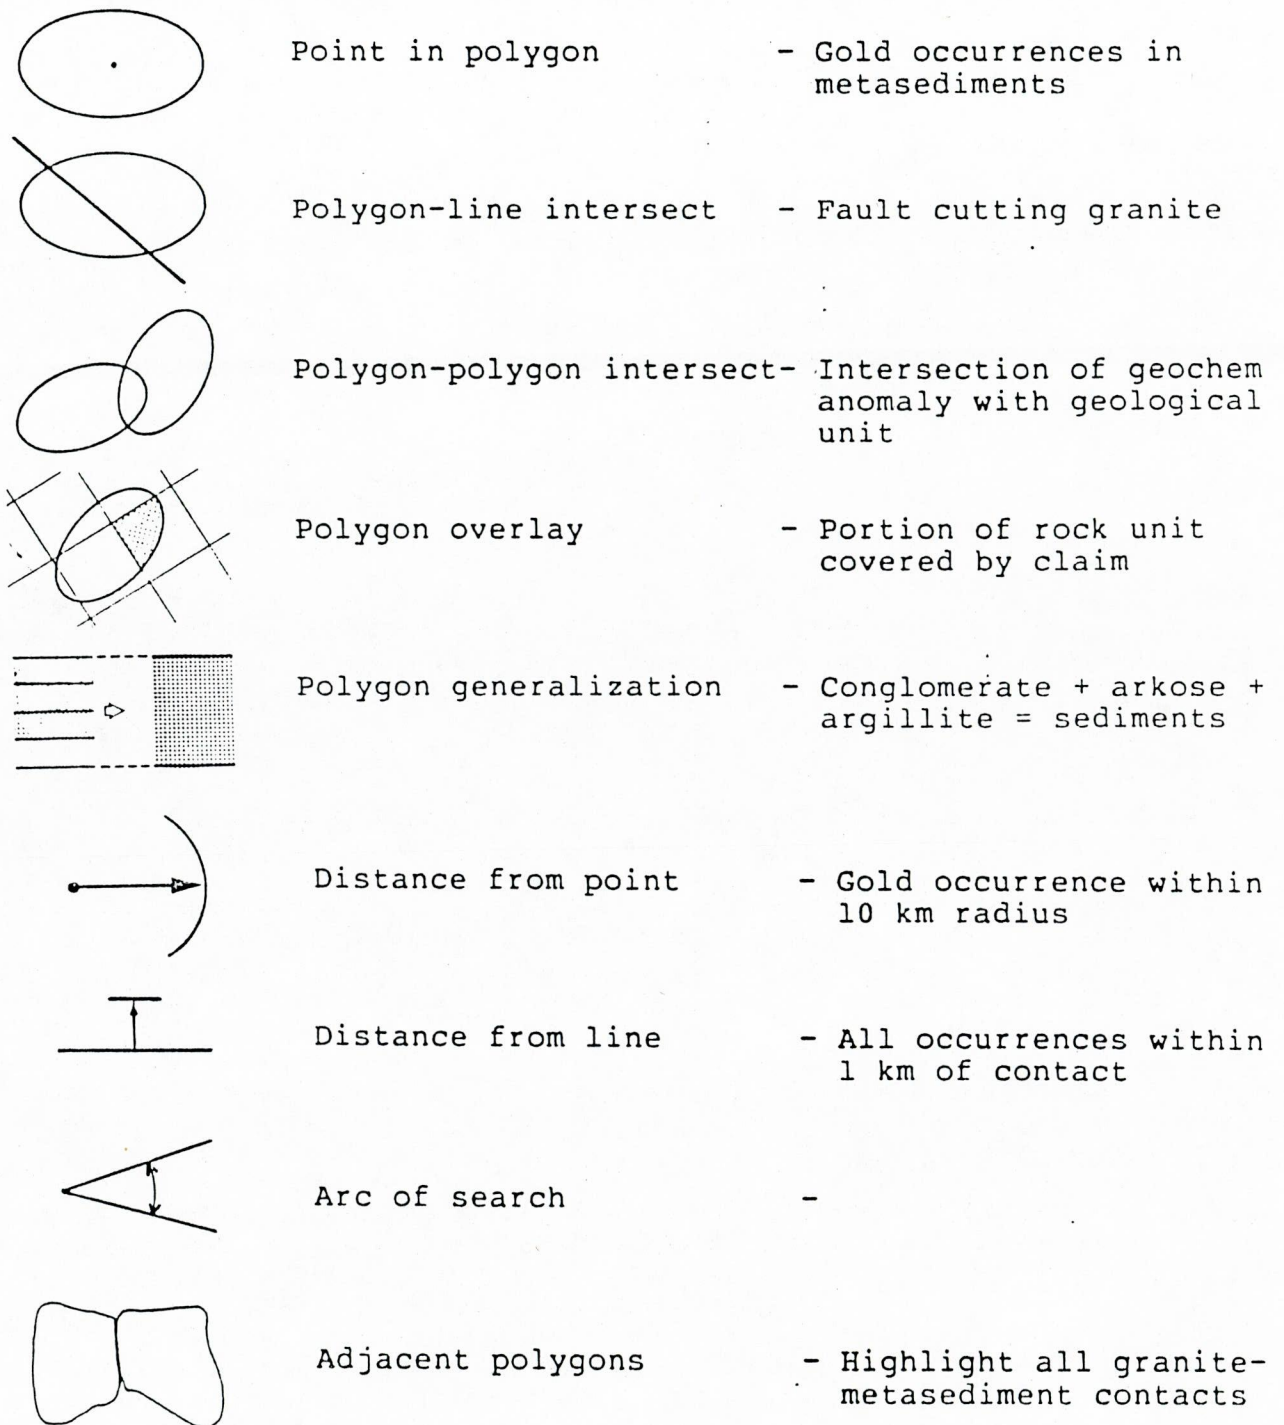 Point in polygon - Gold occurrences in
metasediments
Polygon-line intersect - Fault cutting granite
Polygon-polygon intersect- Intersection of geochem
anomaly with geological
unit
Polygon overlay - Portion of rock unit
covered by claim
Polygon generalization - Conglomerate + arkose +
argillite = sediments
Distance from point - Gold occurrence within
10 km radius
Distance from line - All occurrences within
1 km of contact
Arc of search -
Adjacent polygons - Highlight all granite-
metasediment contacts